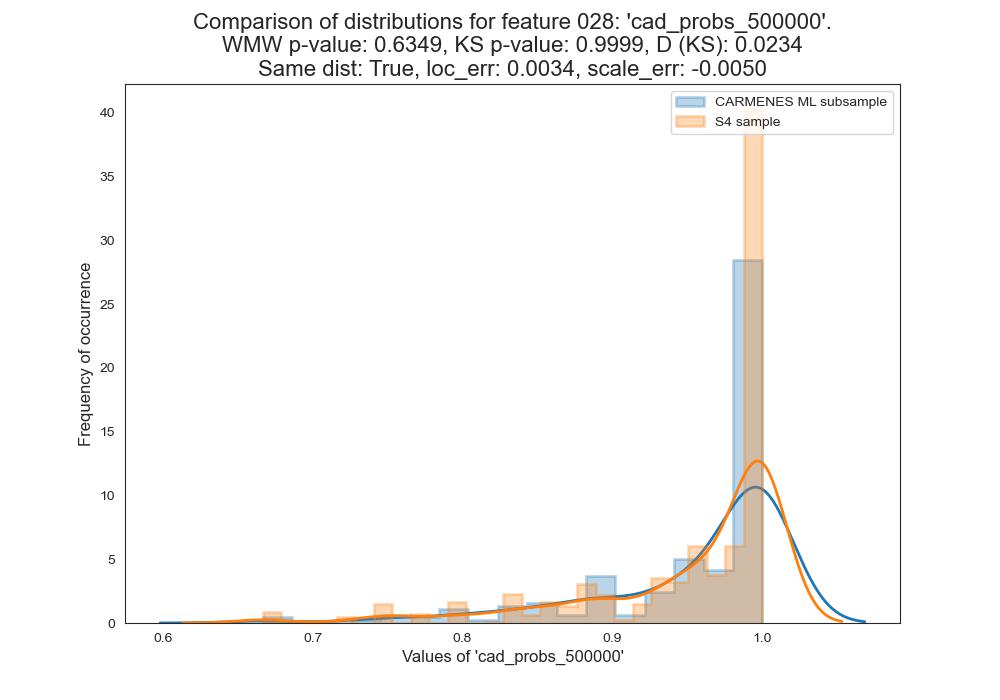 Comparison of distributions for feature 028: 'cad_probs_500000'.
WMW p-value: 0.6349, KS p-value: 0.9999, D (KS): 0.0234
Same dist: True, loc_err: 0.0034, scale_err: -0.0050
CARMENES ML subsample
S4 sample
Frequency of occurrence
40
35
30
25
20
15
10
5
0
0.6
0.7
0.8
0.9
1.0
Values of 'cad_probs_500000'